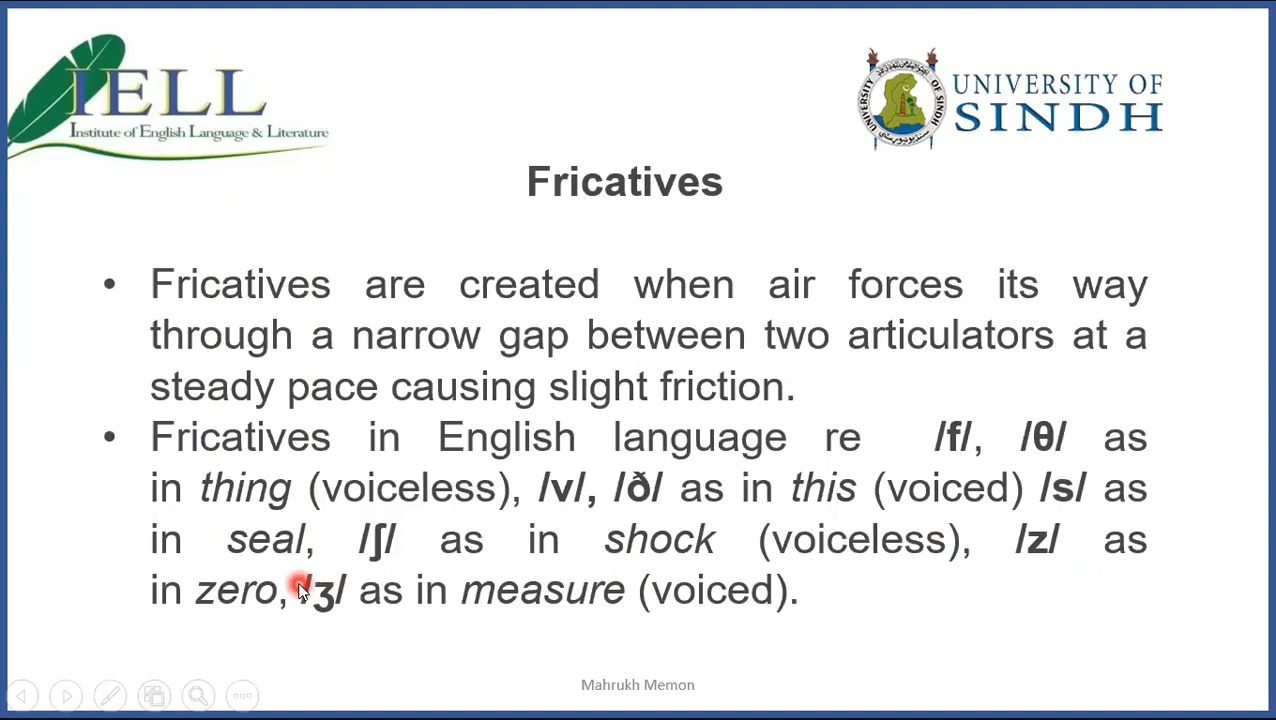 IELL
Institute of English Language & Literature
UNIVERSITY OF
SINDH
Fricatives
• Fricatives are created when air forces its way
through a narrow gap between two articulators at a
steady pace causing slight friction.
• Fricatives in English language re /f/, /θ/ as
in thing (voiceless), /v/, /ð/ as in this (voiced) /s/ as
in seal, /ʃ/ as in shock (voiceless), /z/ as
in zero, /ʒ/ as in measure (voiced).
Mahrukh Memon